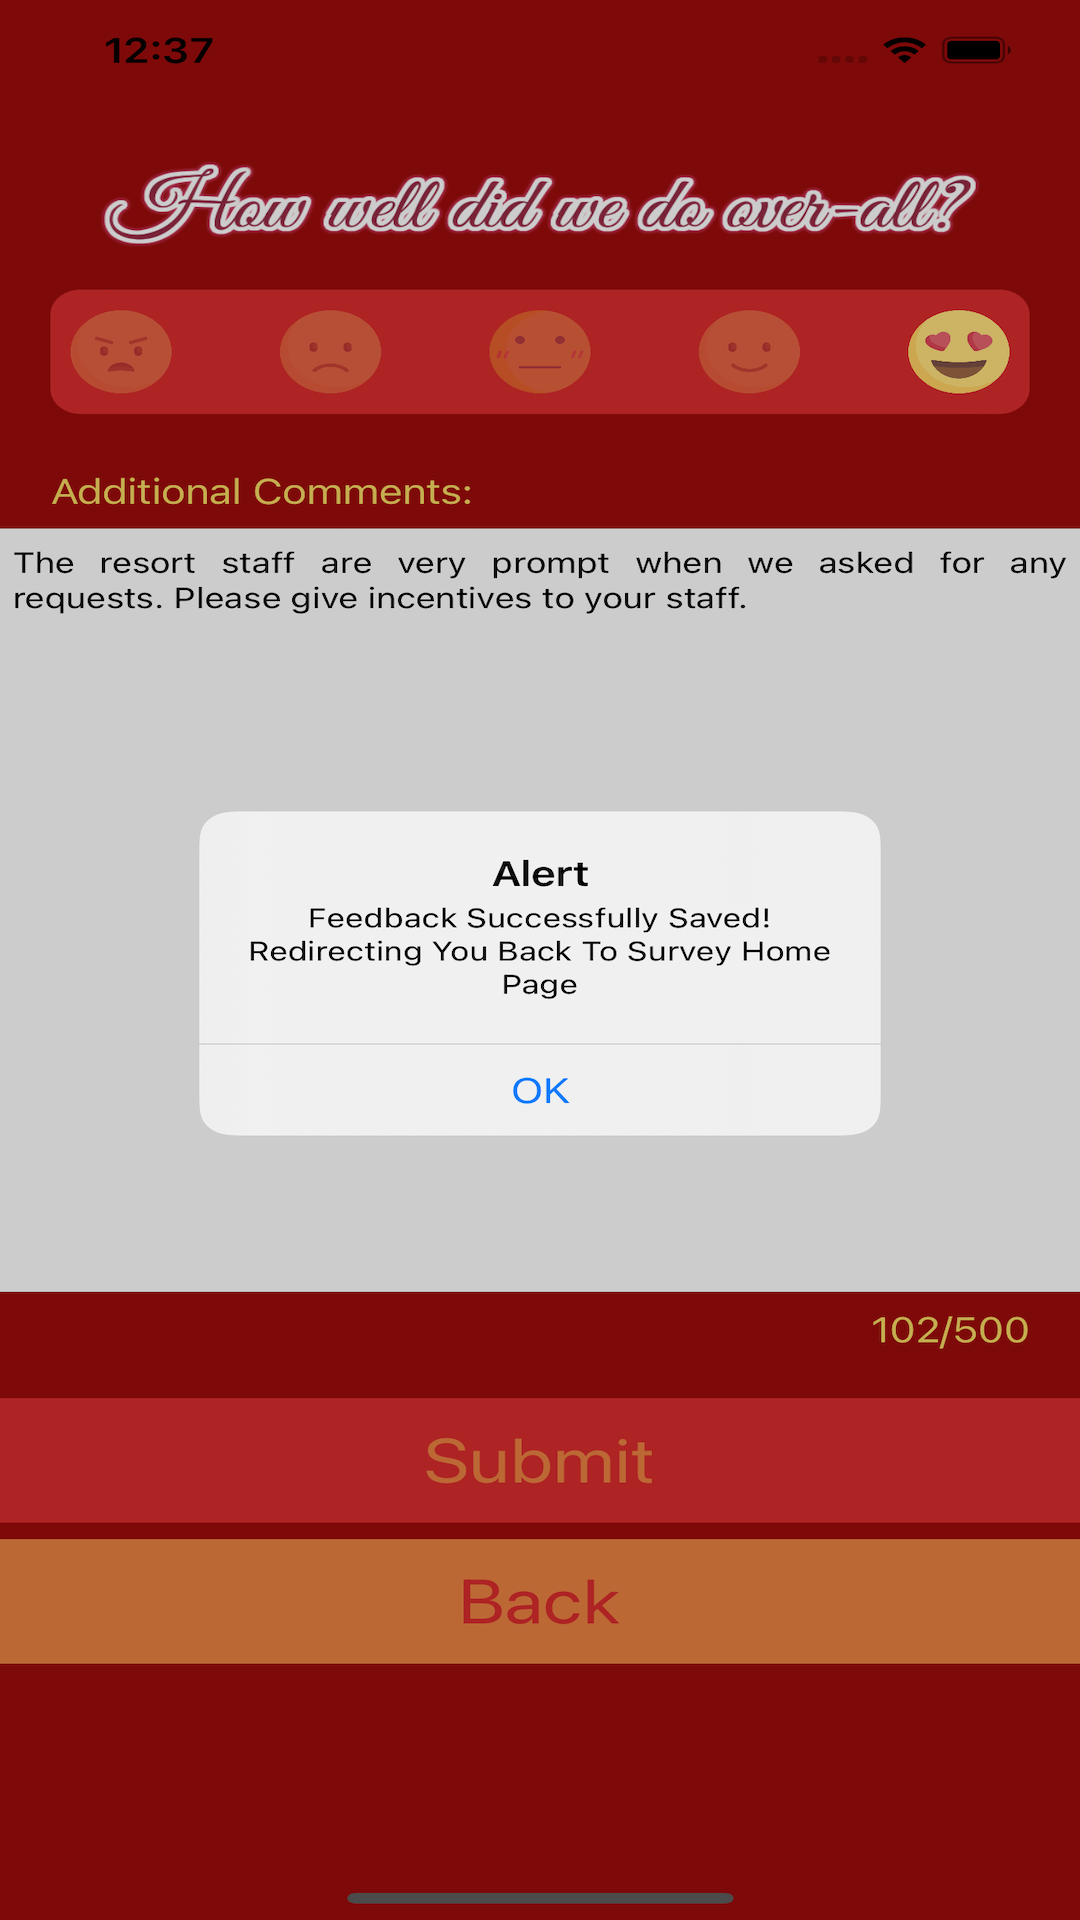 12:37
How well did we do over-all?
Additional Comments:
The resort staff are very prompt when we asked for any
requests. Please give incentives to your staff.
Alert
Feedback Successfully Saved!
Redirecting You Back To Survey Home
Page
OK
102/500
Submit
Back